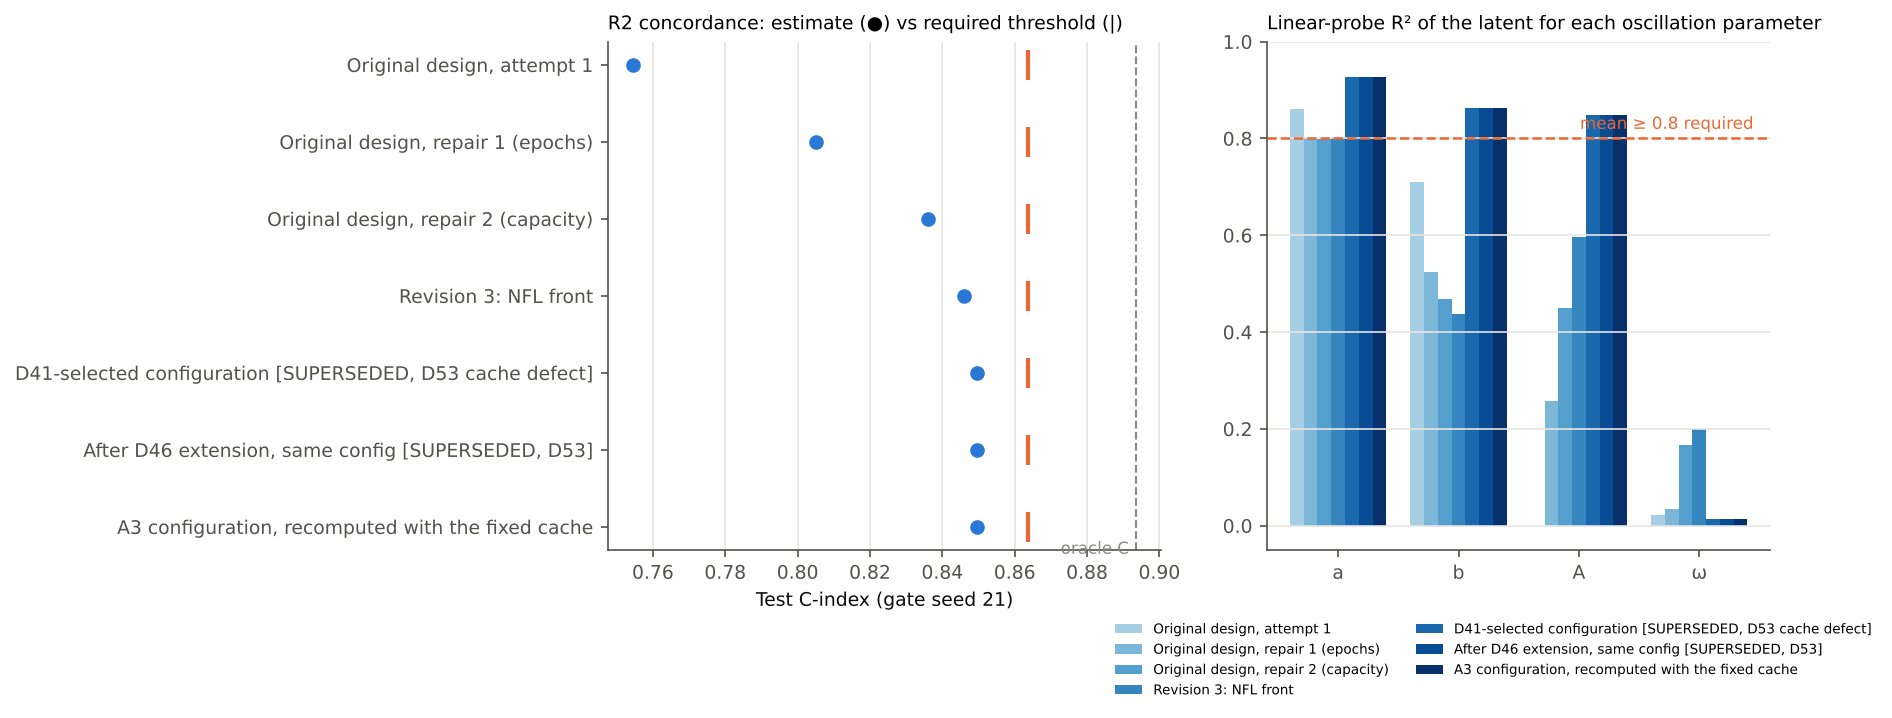 R2 concordance: estimate (●) vs required threshold (|)
Original design, attempt 1
Original design, repair 1 (epochs)
Original design, repair 2 (capacity)
Revision 3: NFL front
D41-selected configuration [SUPERSEDED, D53 cache defect]
After D46 extension, same config [SUPERSEDED, D53]
A3 configuration, recomputed with the fixed cache
oracle C
0.76 0.78 0.80 0.82 0.84 0.86 0.88 0.90
Test C-index (gate seed 21)
Linear-probe R² of the latent for each oscillation parameter
1.0
mean ≥ 0.8 required
0.8
0.6
0.4
0.2
0.0
a b A ω
Original design, attempt 1
Original design, repair 1 (epochs)
Original design, repair 2 (capacity)
Revision 3: NFL front
D41-selected configuration [SUPERSEDED, D53 cache defect]
After D46 extension, same config [SUPERSEDED, D53]
A3 configuration, recomputed with the fixed cache